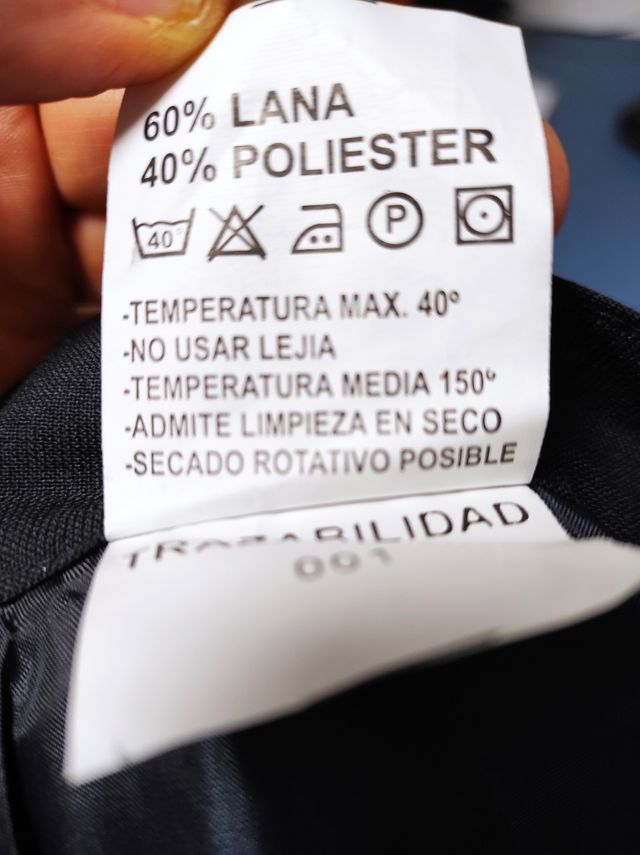 60% LANA
40% POLIESTER
40 P
-TEMPERATURA MAX. 40º
-NO USAR LEJIA
-TEMPERATURA MEDIA 150º
-ADMITE LIMPIEZA EN SECO
-SECADO ROTATIVO POSIBLE
TRAZABILIDAD
001